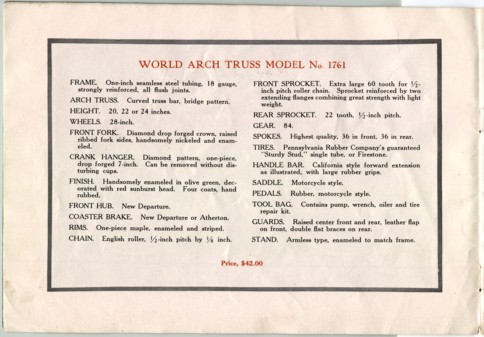 WORLD ARCH TRUSS MODEL No. 1761
FRAME. One-inch seamless steel tubing, 18 gauge,
strongly reinforced, all flush joints.
ARCH TRUSS. Curved truss bar, bridge pattern.
HEIGHT. 20, 22 or 24 inches.
WHEELS. 28-inch.
FRONT FORK. Diamond drop forged crown, raised
ribbed fork sides, handsomely nickeled and enam-
eled.
CRANK HANGER. Diamond pattern, one-piece,
drop forged 7-inch. Can be removed without dis-
turbing cups.
FINISH. Handsomely enameled in olive green, dec-
orated with red sunburst head. Four coats, hand
rubbed.
FRONT HUB. New Departure.
COASTER BRAKE. New Departure or Atherton.
RIMS. One-piece maple, enameled and striped.
CHAIN. English roller, ½-inch pitch by ⅛ inch.
FRONT SPROCKET. Extra large 60 tooth for ½-
inch pitch roller chain. Sprocket reinforced by two
extending flanges combining great strength with light
weight.
REAR SPROCKET. 22 tooth, ½-inch pitch.
GEAR. 84.
SPOKES. Highest quality, 36 in front, 36 in rear.
TIRES. Pennsylvania Rubber Company's guaranteed
"Sturdy Stud," single tube, or Firestone.
HANDLE BAR. California style forward extension
as illustrated, with large rubber grips.
SADDLE. Motorcycle style.
PEDALS. Rubber, motorcycle style.
TOOL BAG. Contains pump, wrench, oiler and tire
repair kit.
GUARDS. Raised center front and rear, leather flap
on front, double flat braces on rear.
STAND. Armless type, enameled to match frame.
Price, $42.00